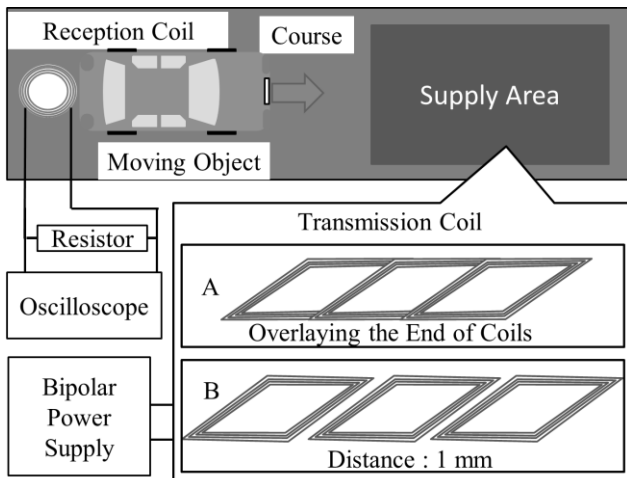 Reception Coil
Course
Supply Area
Moving Object
Resistor
Oscilloscope
Transmission Coil
A
Overlaying the End of Coils
Bipolar
Power
Supply
B
Distance : 1 mm